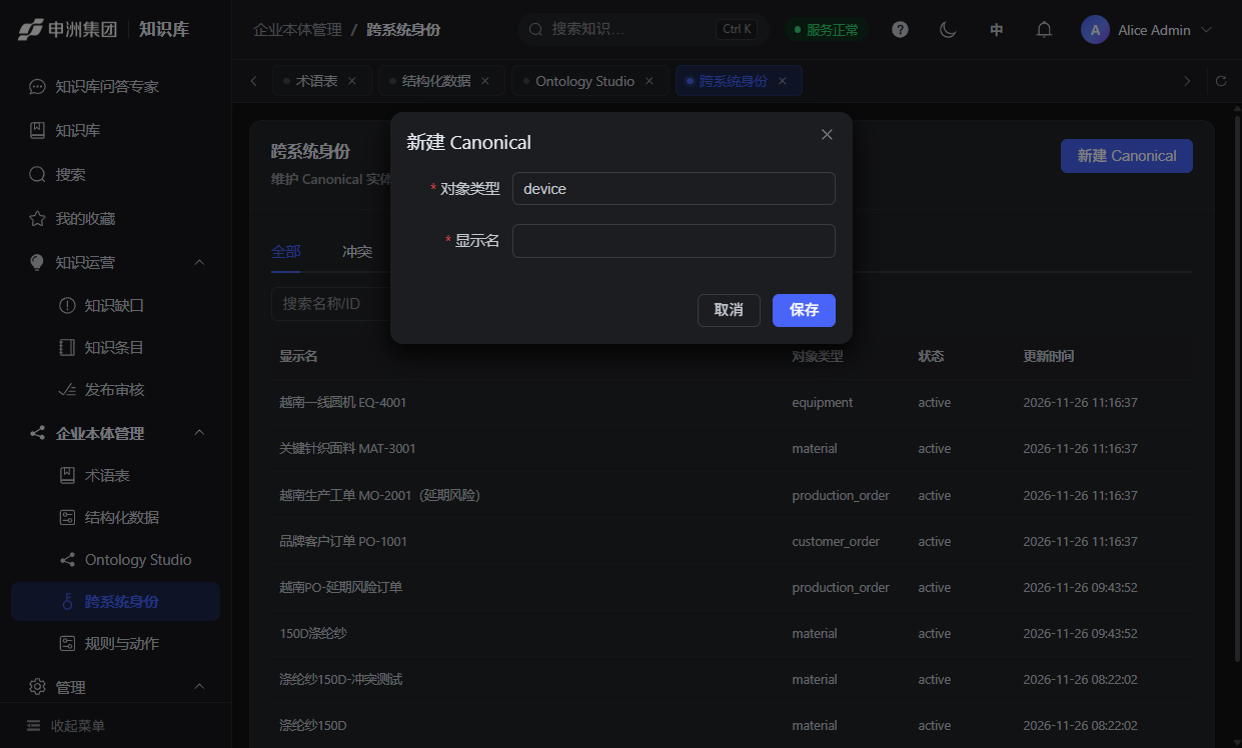 申洲集团 知识库
企业本体管理 / 跨系统身份
搜索知识...
Ctrl K
服务正常
?
中
A
Alice Admin
术语表
结构化数据
Ontology Studio
跨系统身份
知识库问答专家
知识库
搜索
我的收藏
知识运营
知识缺口
知识条目
发布审核
企业本体管理
术语表
结构化数据
Ontology Studio
跨系统身份
规则与动作
管理
收起菜单
跨系统身份
维护 Canonical 实体
新建 Canonical
全部
冲突
搜索名称/ID
新建 Canonical
* 对象类型
device
* 显示名
取消
保存
显示名 对象类型 状态 更新时间
越南一线圆机 EQ-4001 equipment active 2026-11-26 11:16:37
关键针织面料 MAT-3001 material active 2026-11-26 11:16:37
越南生产工单 MO-2001（延期风险） production_order active 2026-11-26 11:16:37
品牌客户订单 PO-1001 customer_order active 2026-11-26 11:16:37
越南PO-延期风险订单 production_order active 2026-11-26 09:43:52
150D涤纶纱 material active 2026-11-26 09:43:52
涤纶纱150D-冲突测试 material active 2026-11-26 08:22:02
涤纶纱150D material active 2026-11-26 08:22:02